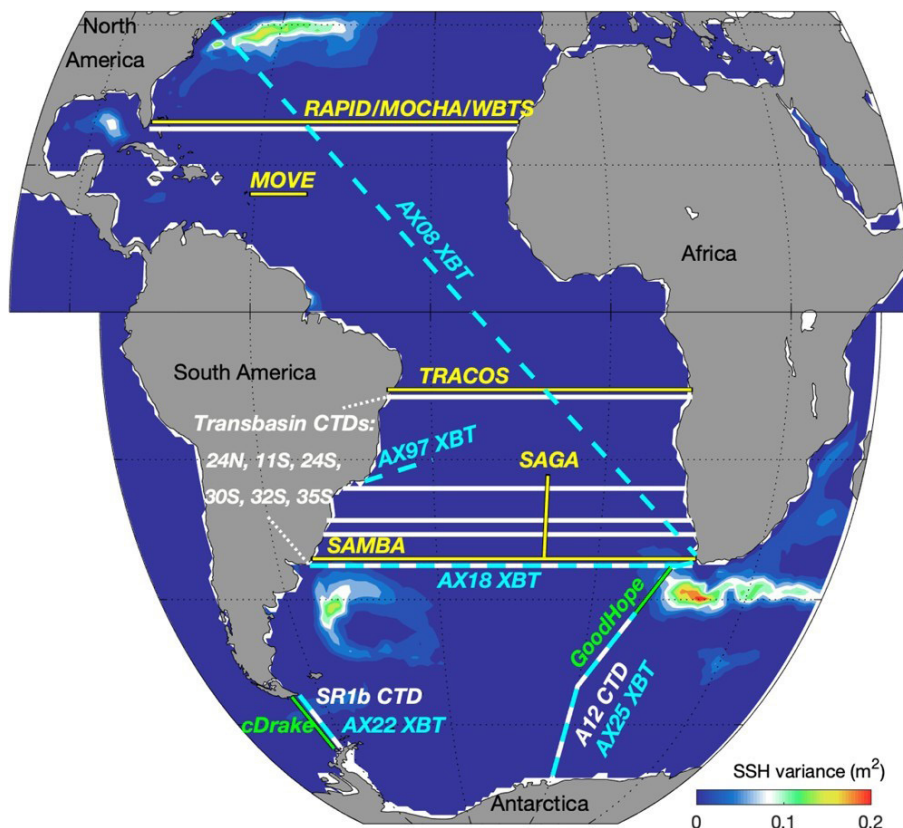 North
America
RAPID/MOCHA/WBTS
MOVE
AX08 XBT
Africa
South America
TRACOS
Transbasin CTDs:
24N, 11S, 24S,
30S, 32S, 35S
AX97 XBT
SAGA
SAMBA
AX18 XBT
GoodHope
SR1b CTD
A12 CTD
cDrake
AX22 XBT
AX25 XBT
SSH variance (m²)
0 0.1 0.2
Antarctica